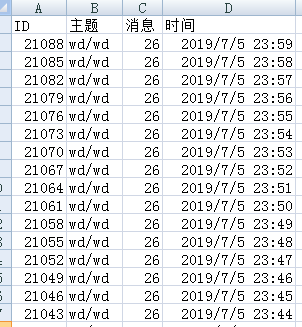 A B C D
ID 主题 消息 时间
21088 wd/wd 26 2019/7/5 23:59
21085 wd/wd 26 2019/7/5 23:58
21082 wd/wd 26 2019/7/5 23:57
21079 wd/wd 26 2019/7/5 23:56
21076 wd/wd 26 2019/7/5 23:55
21073 wd/wd 26 2019/7/5 23:54
21070 wd/wd 26 2019/7/5 23:53
21067 wd/wd 26 2019/7/5 23:52
21064 wd/wd 26 2019/7/5 23:51
21061 wd/wd 26 2019/7/5 23:50
21058 wd/wd 26 2019/7/5 23:49
21055 wd/wd 26 2019/7/5 23:48
21052 wd/wd 26 2019/7/5 23:47
21049 wd/wd 26 2019/7/5 23:46
21046 wd/wd 26 2019/7/5 23:45
21043 wd/wd 26 2019/7/5 23:44